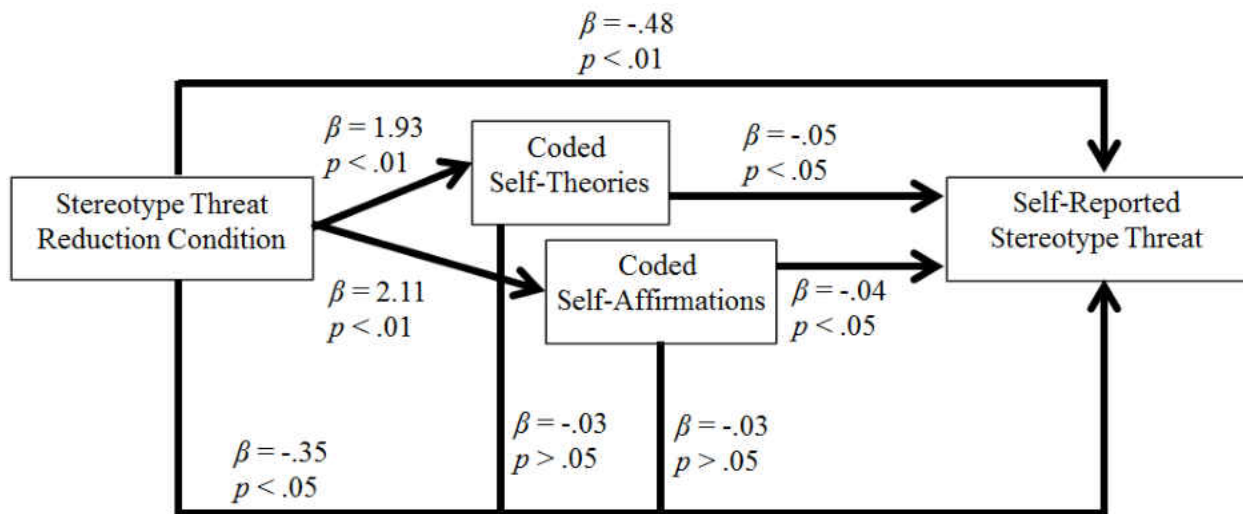 β = -.48
p < .01
β = 1.93
p < .01
Coded
Self-Theories
β = -.05
p < .05
Stereotype Threat
Reduction Condition
Self-Reported
Stereotype Threat
Coded
Self-Affirmations
β = 2.11
p < .01
β = -.04
p < .05
β = -.35
p < .05
β = -.03
p > .05
β = -.03
p > .05